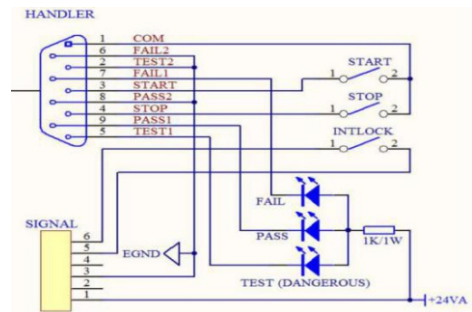 HANDLER
1 COM
6 FAIL2
2 TEST2
7 FAIL1
3 START
8 PASS2
4 STOP
9 PASS1
5 TEST1
START
1 2
STOP
1 2
INTLOCK
1 2
FAIL
PASS
TEST (DANGEROUS)
1K/1W
EGND
SIGNAL
6
5
4
3
2
1
+24VA